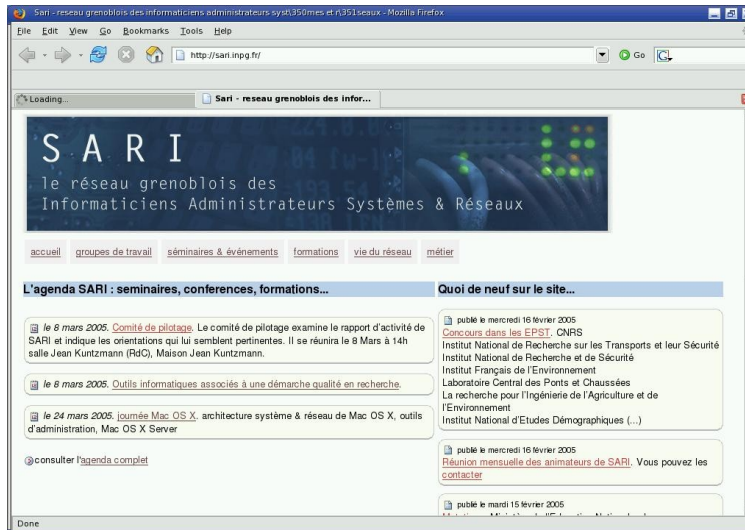 Sari - reseau grenoblois des informaticiens administrateurs syst\350mes et r\351seaux - Mozilla Firefox
File Edit View Go Bookmarks Tools Help
http://sari.inpg.fr/
Go
G
Loading...
Sari - reseau grenoblois des infor...
SARI
le réseau grenoblois des
Informaticiens Administrateurs Systèmes & Réseaux
accueil groupes de travail séminaires & événements formations vie du réseau métier
L'agenda SARI : seminaires, conferences, formations...
le 8 mars 2005. Comité de pilotage. Le comité de pilotage examine le rapport d'activité de
SARI et indique les orientations qui lui semblent pertinentes. Il se réunira le 8 Mars à 14h
salle Jean Kuntzmann (RdC), Maison Jean Kuntzmann.
le 8 mars 2005. Outils informatiques associés à une démarche qualité en recherche.
le 24 mars 2005. journée Mac OS X. architecture système & réseau de Mac OS X, outils
d'administration, Mac OS X Server
consulter l'agenda complet
Quoi de neuf sur le site...
publié le mercredi 16 février 2005
Concours dans les EPST. CNRS
Institut National de Recherche sur les Transports et leur Sécurité
Institut National de Recherche et de Sécurité
Institut Français de l'Environnement
Laboratoire Central des Ponts et Chaussées
La recherche pour l'Ingénierie de l'Agriculture et de
l'Environnement
Institut National d'Etudes Démographiques (...)
publié le mercredi 16 février 2005
Réunion mensuelle des animateurs de SARI. Vous pouvez les
contacter
publié le mardi 15 février 2005
Done